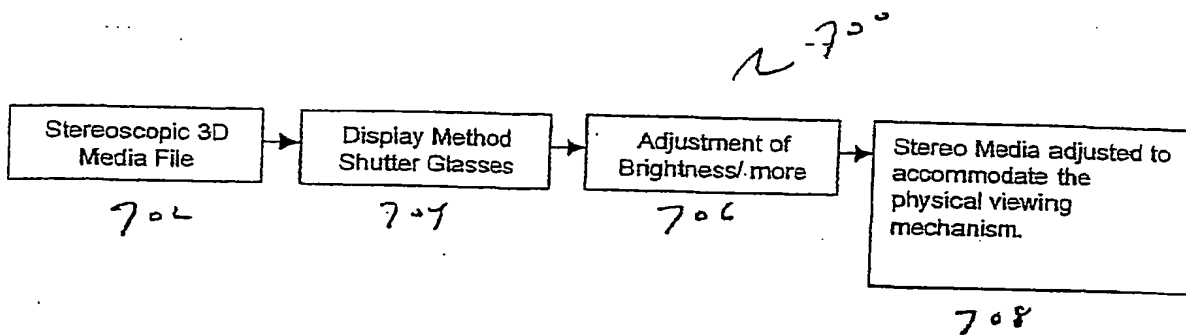 700
Stereoscopic 3D
Media File
Display Method
Shutter Glasses
Adjustment of
Brightness/ more
Stereo Media adjusted to
accommodate the
physical viewing
mechanism.
702
704
706
708